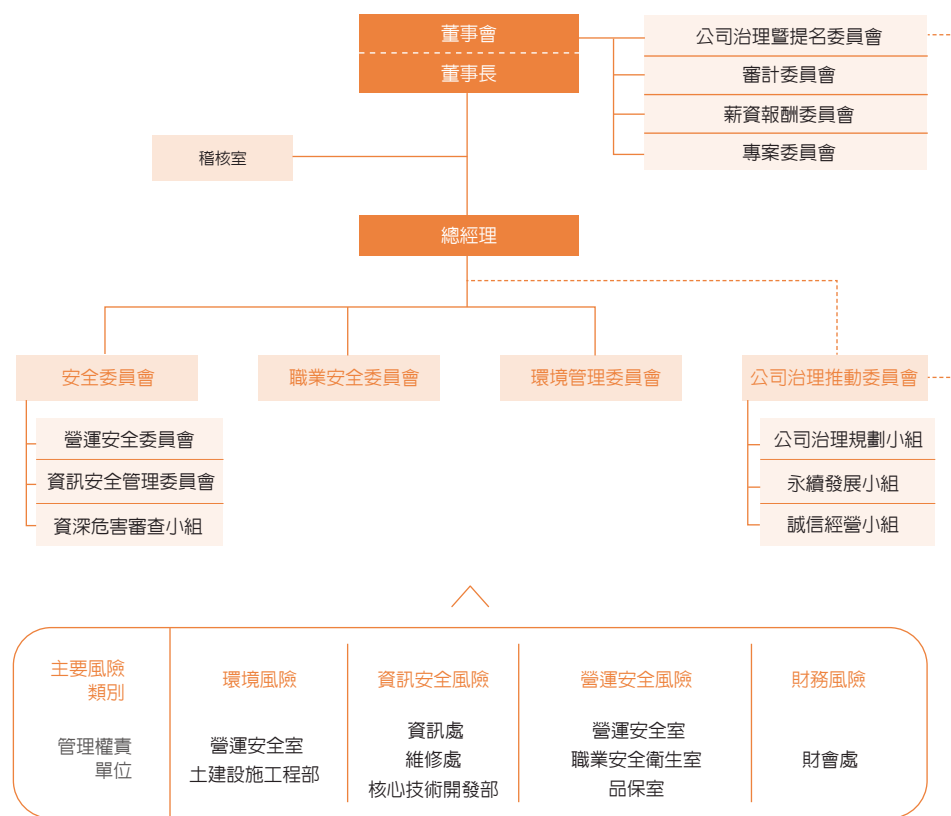 董事會
董事長
公司治理暨提名委員會
審計委員會
薪資報酬委員會
專案委員會
稽核室
總經理
安全委員會
職業安全委員會
環境管理委員會
公司治理推動委員會
營運安全委員會
資訊安全管理委員會
資深危害審查小組
公司治理規劃小組
永續發展小組
誠信經營小組
主要風險
類別
環境風險
資訊安全風險
營運安全風險
財務風險
管理權責
單位
營運安全室
土建設施工程部
資訊處
維修處
核心技術開發部
營運安全室
職業安全衛生室
品保室
財會處